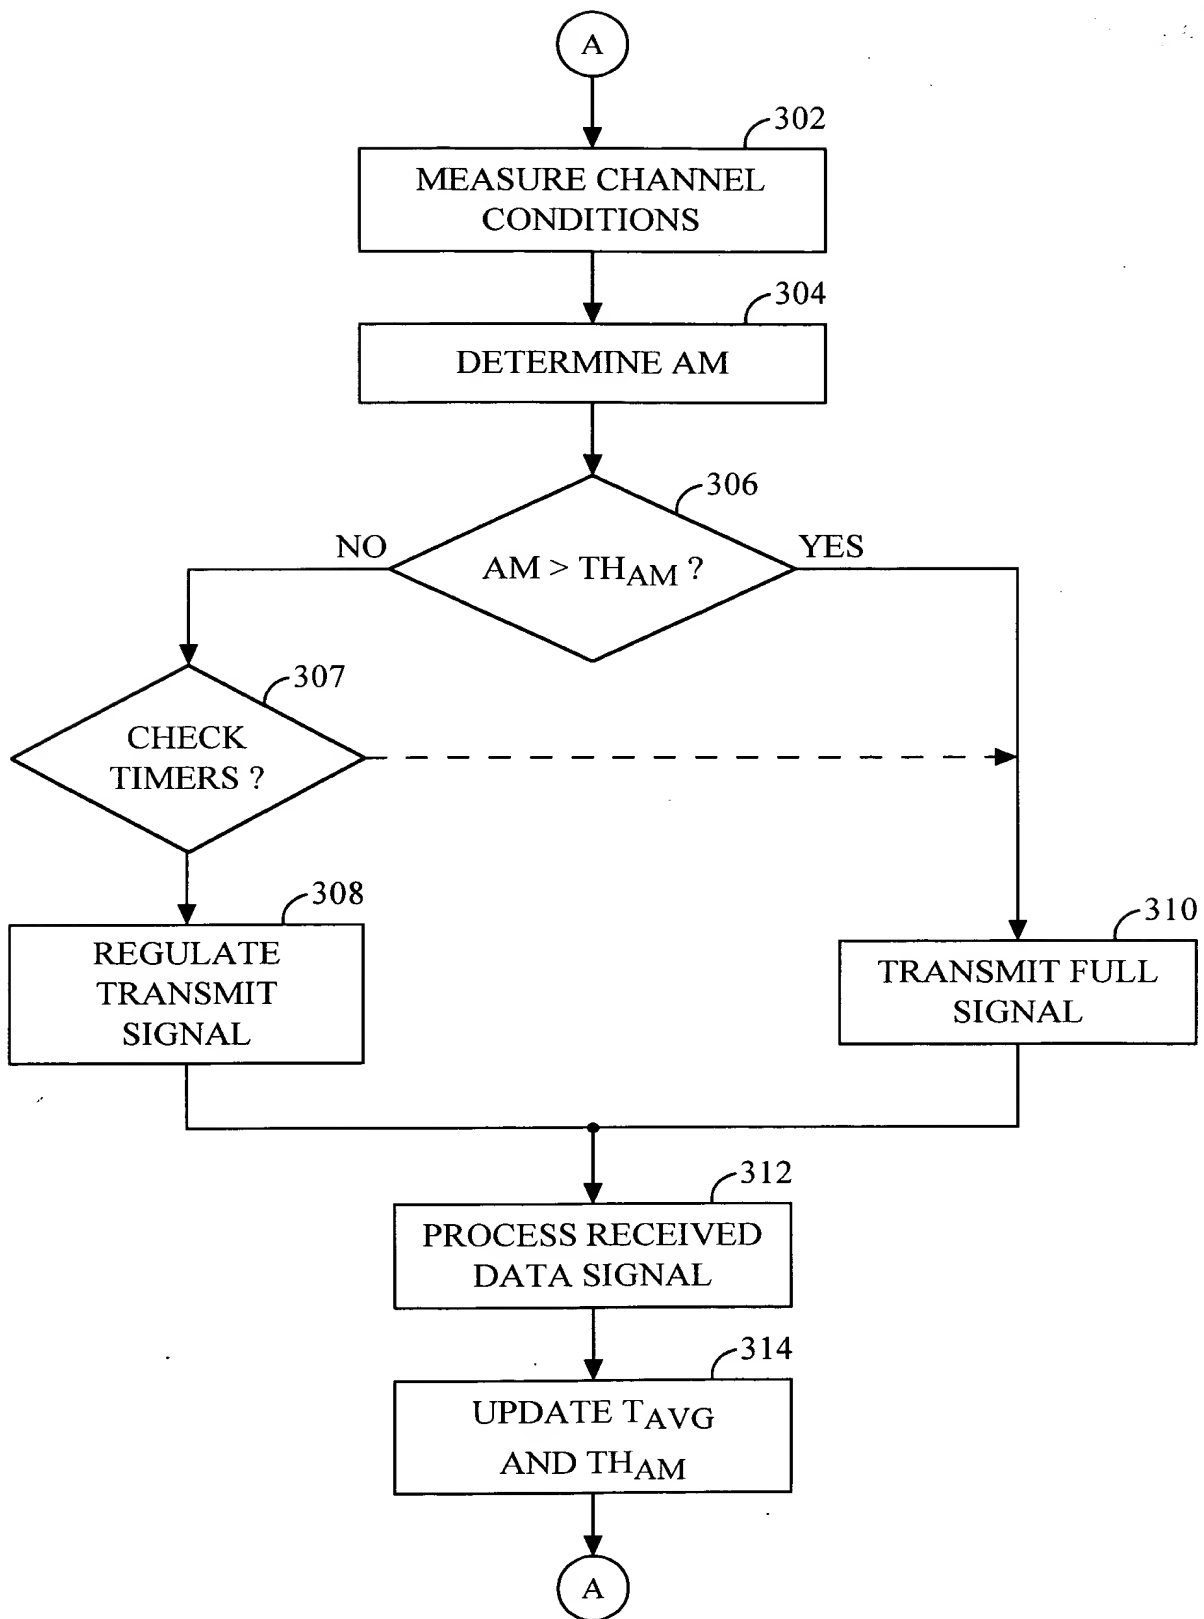 A
302
MEASURE CHANNEL
CONDITIONS
304
DETERMINE AM
306
NO
YES
AM > THAM ?
307
CHECK
TIMERS ?
308
REGULATE
TRANSMIT
SIGNAL
310
TRANSMIT FULL
SIGNAL
312
PROCESS RECEIVED
DATA SIGNAL
314
UPDATE TAVG
AND THAM
A